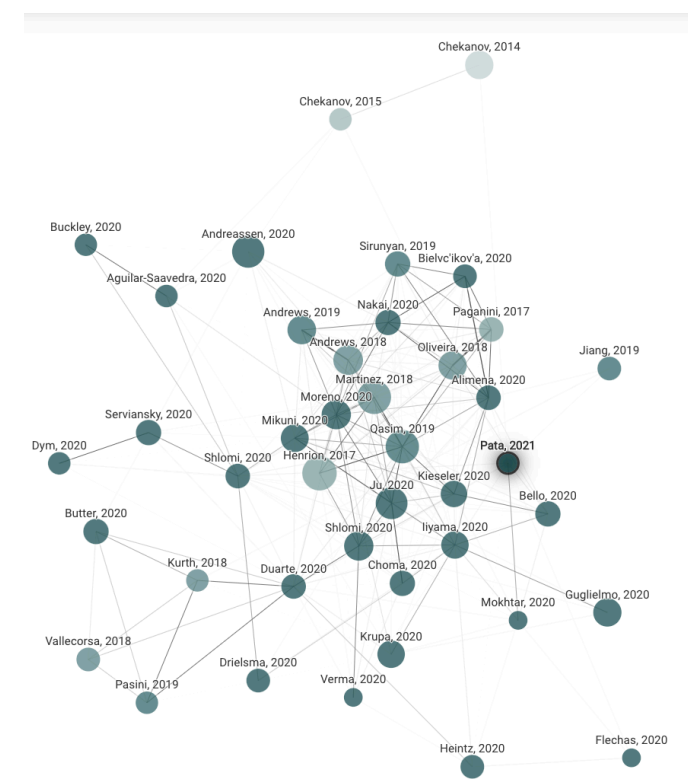 Chekanov, 2014
Chekanov, 2015
Buckley, 2020
Andreassen, 2020
Sirunyan, 2019
Bielvc'ikov'a, 2020
Aguilar-Saavedra, 2020
Nakai, 2020
Andrews, 2019
Paganini, 2017
Andrews, 2018
Oliveira, 2018
Jiang, 2019
Martinez, 2018
Alimena, 2020
Moreno, 2020
Serviansky, 2020
Mikuni, 2020
Qasim, 2019
Dym, 2020
Pata, 2021
Shlomi, 2020
Henrion, 2017
Kieseler, 2020
Ju, 2020
Bello, 2020
Butter, 2020
Shlomi, 2020
Iiyama, 2020
Kurth, 2018
Duarte, 2020
Choma, 2020
Mokhtar, 2020
Guglielmo, 2020
Vallecorsa, 2018
Krupa, 2020
Drielsma, 2020
Verma, 2020
Pasini, 2019
Heintz, 2020
Flechas, 2020